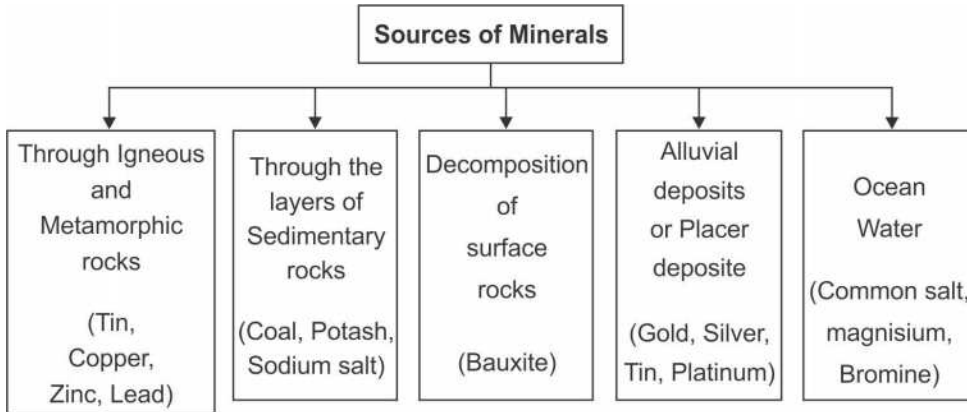 Sources of Minerals
Through Igneous
and
Metamorphic
rocks
(Tin,
Copper,
Zinc, Lead)
Through the
layers of
Sedimentary
rocks
(Coal, Potash,
Sodium salt)
Decomposition
of
surface
rocks
(Bauxite)
Alluvial
deposits
or Placer
deposite
(Gold, Silver,
Tin, Platinum)
Ocean
Water
(Common salt,
magnisium,
Bromine)